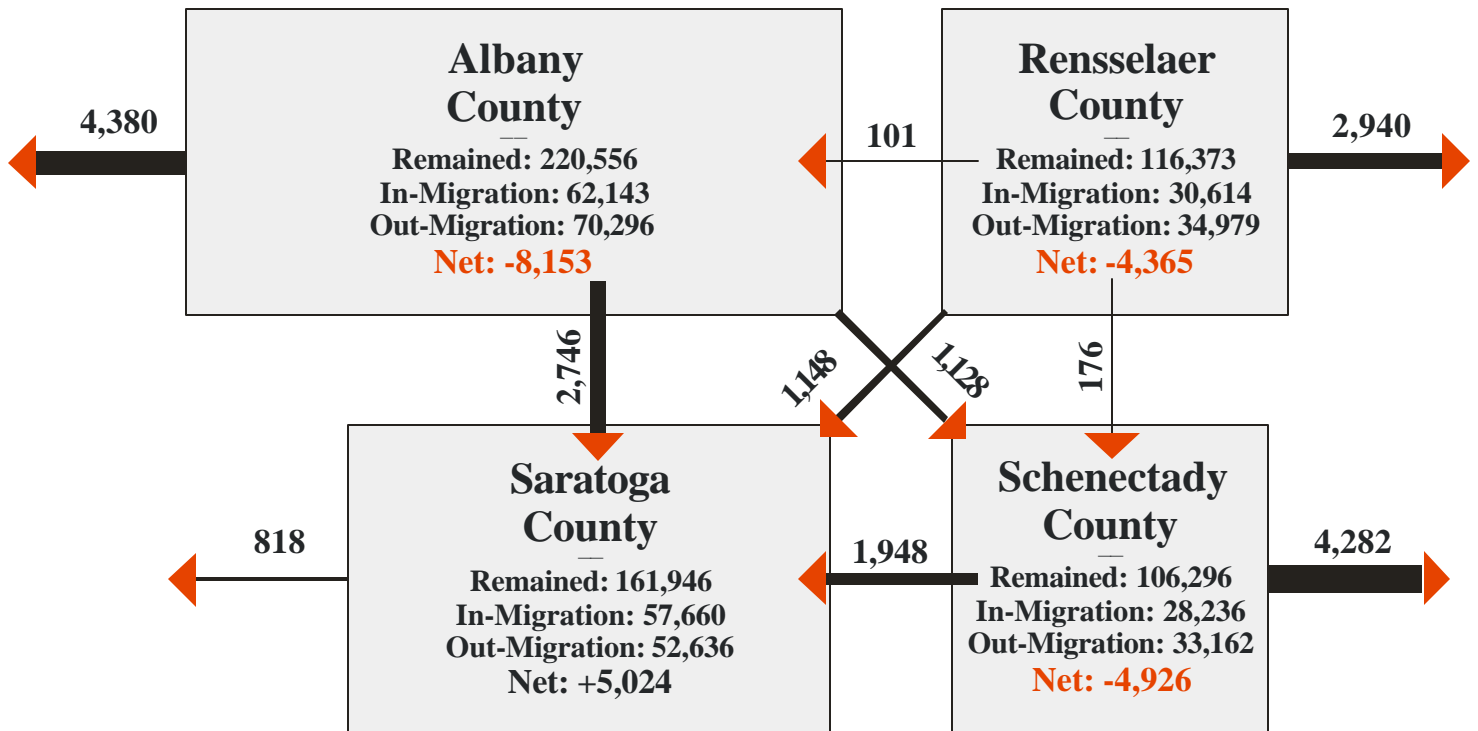 Albany
County
Remained: 220,556
In-Migration: 62,143
Out-Migration: 70,296
Net: -8,153
4,380
101
Rensselaer
County
Remained: 116,373
In-Migration: 30,614
Out-Migration: 34,979
Net: -4,365
2,940
2,746
1,148
1,128
176
Saratoga
County
Remained: 161,946
In-Migration: 57,660
Out-Migration: 52,636
Net: +5,024
818
1,948
Schenectady
County
Remained: 106,296
In-Migration: 28,236
Out-Migration: 33,162
Net: -4,926
4,282